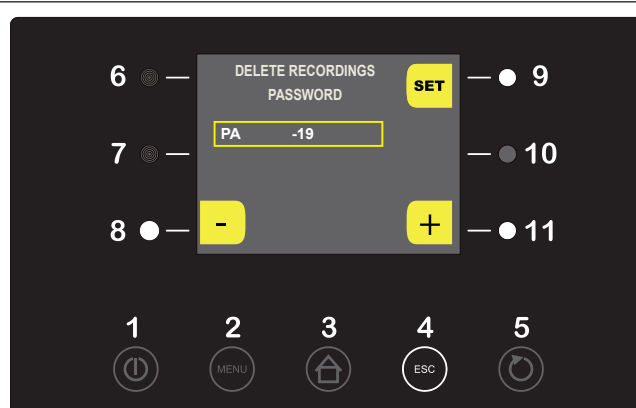 DELETE RECORDINGS
PASSWORD
SET
PA -19
- +
6
7
8
9
10
11
1 2 3 4 5
MENU ESC